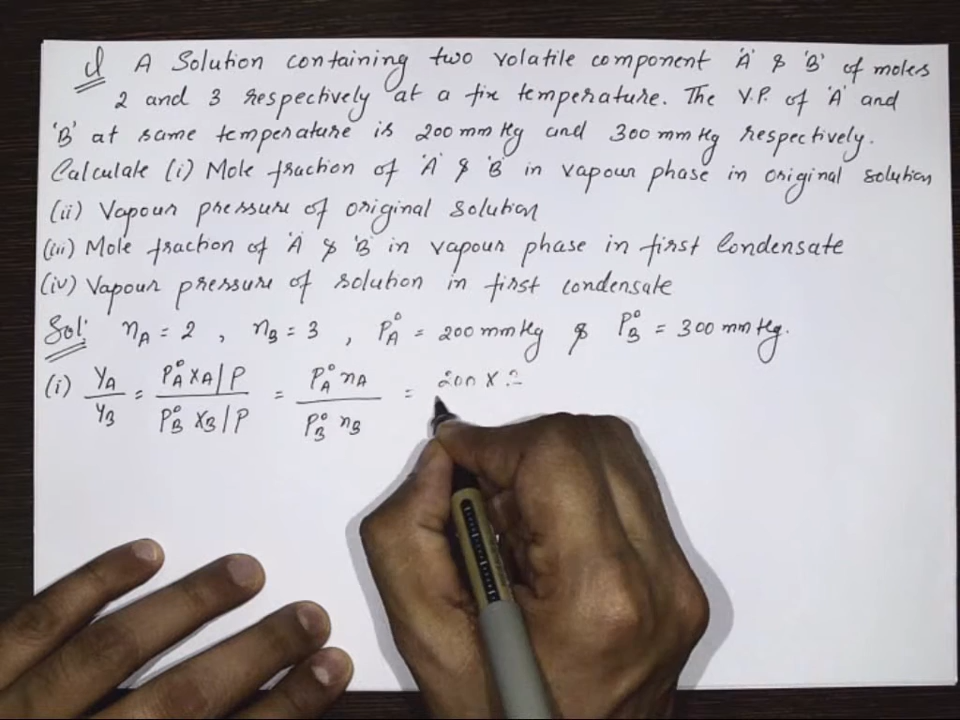 Q A Solution containing two volatile component 'A' & 'B' of moles
2 and 3 respectively at a fix temperature. The V.P. of 'A' and
'B' at same temperature is 200 mm Hg and 300 mm Hg respectively.
Calculate (i) Mole fraction of 'A' & 'B' in vapour phase in original solution
(ii) Vapour pressure of original solution
(iii) Mole fraction of 'A' & 'B' in vapour phase in first Condensate
(iv) Vapour pressure of solution in first condensate
Sol: nA = 2 , nB = 3 , P°A = 200 mm Hg & P°B = 300 mm Hg.
(i) YA/YB = (P°A XA/P)/(P°B XB/P) = (P°A nA)/(P°B nB) = 200 × 2